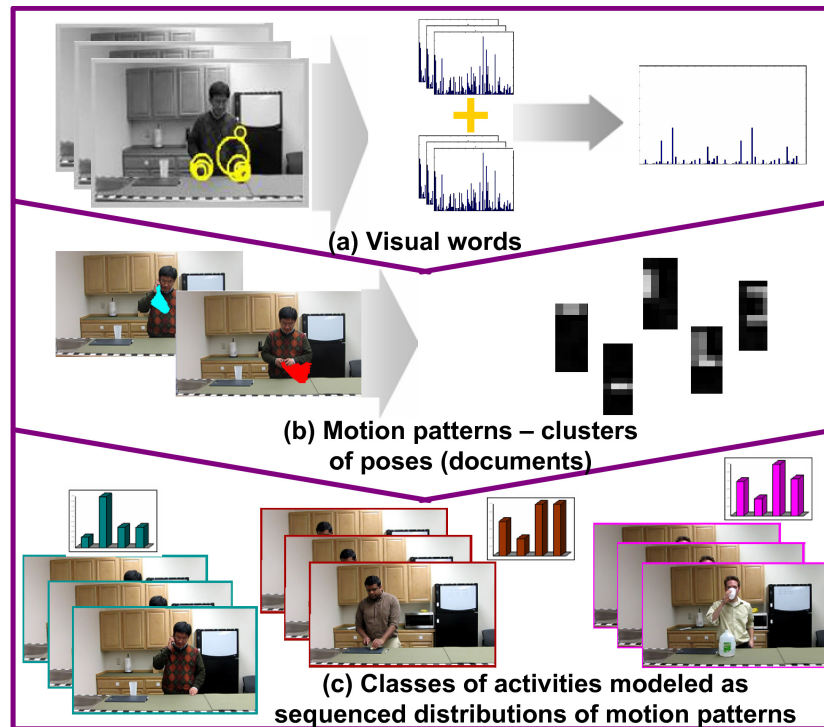 (a) Visual words
(b) Motion patterns – clusters
of poses (documents)
(c) Classes of activities modeled as
sequenced distributions of motion patterns